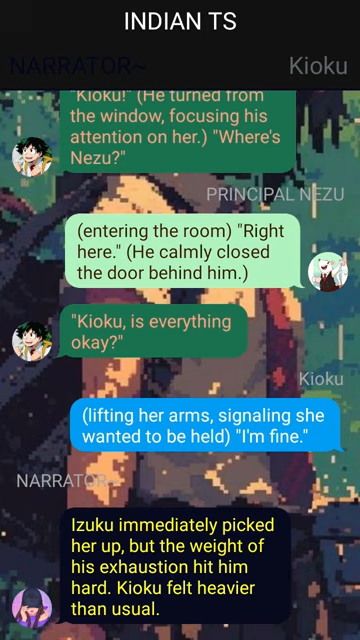 INDIAN TS
NARRATOR~
Kioku
"Kioku!" (He turned from
the window, focusing his
attention on her.) "Where's
Nezu?"
PRINCIPAL NEZU
(entering the room) "Right
here." (He calmly closed
the door behind him.)
"Kioku, is everything
okay?"
Kioku
(lifting her arms, signaling she
wanted to be held) "I'm fine."
NARRATOR~
Izuku immediately picked
her up, but the weight of
his exhaustion hit him
hard. Kioku felt heavier
than usual.